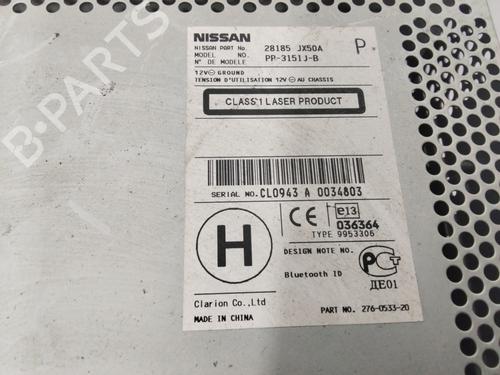 NISSAN
NISSAN PART No. 28185 JX50A P
MODEL NO. PP-3151J-B
N° DE MODELE
12V⊖GROUND
TENSION D'UTILISATION 12V⊖AU CHASSIS
CLASS 1 LASER PRODUCT
SERIAL NO. CL0943 A 0034803
H
CE e13
036364
TYPE 9953306
DESIGN NOTE NO.
Bluetooth ID
ДЕ01
Clarion Co., Ltd
MADE IN CHINA
PART NO. 276-0533-20
B-Parts